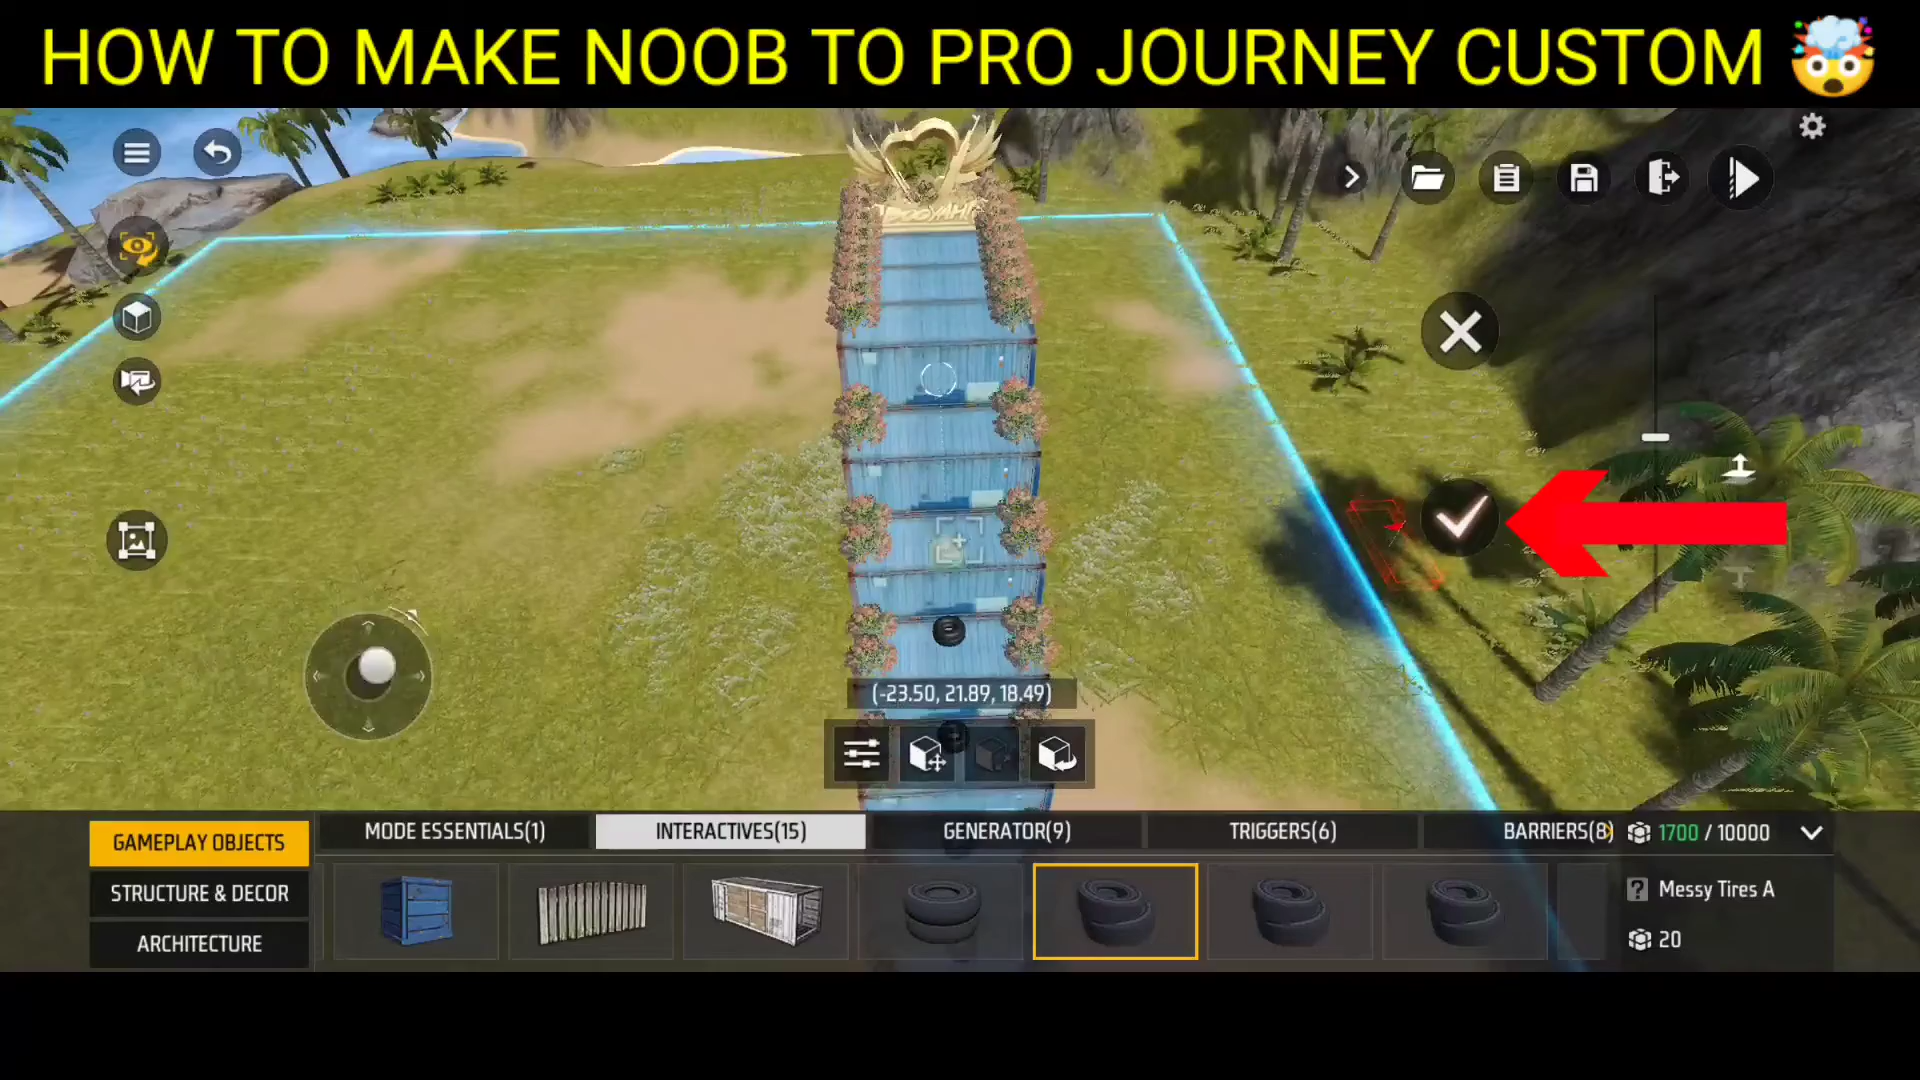 HOW TO MAKE NOOB TO PRO JOURNEY CUSTOM 🤯
BOOYAH!
(-23.50, 21.89, 18.49)
GAMEPLAY OBJECTS
STRUCTURE & DECOR
ARCHITECTURE
MODE ESSENTIALS(1)
INTERACTIVES(15)
GENERATOR(9)
TRIGGERS(6)
BARRIERS(8)
1700 / 10000
Messy Tires A
20